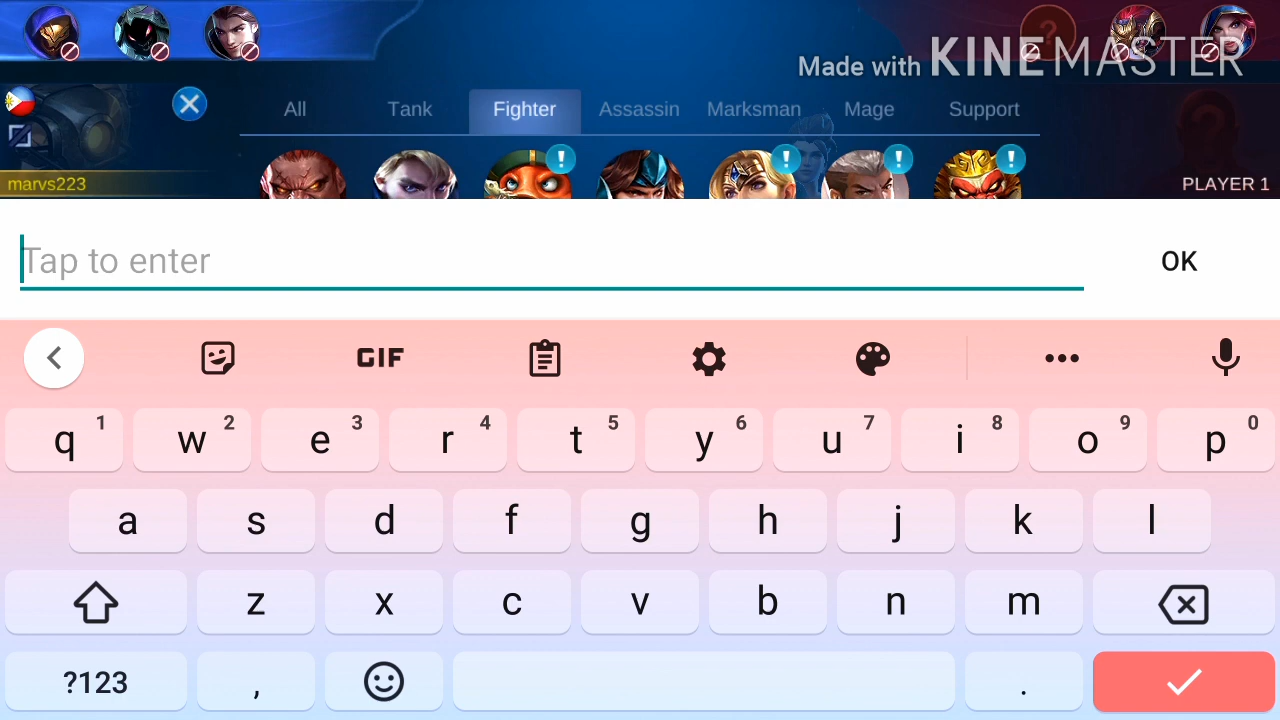 Made with KINEMASTER
All Tank Fighter Assassin Marksman Mage Support
! ! ! !
marvs223
PLAYER 1
Tap to enter OK
GIF
q 1 w 2 e 3 r 4 t 5 y 6 u 7 i 8 o 9 p 0
a s d f g h j k l
z x c v b n m
?123 , .